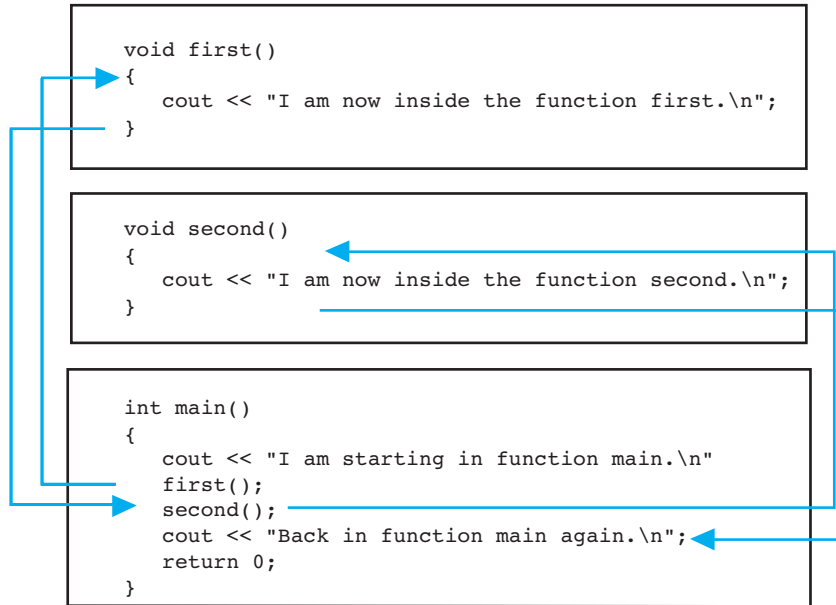 void first()
{
   cout << "I am now inside the function first.\n";
}
void second()
{
   cout << "I am now inside the function second.\n";
}
int main()
{
   cout << "I am starting in function main.\n"
   first();
   second();
   cout << "Back in function main again.\n";
   return 0;
}